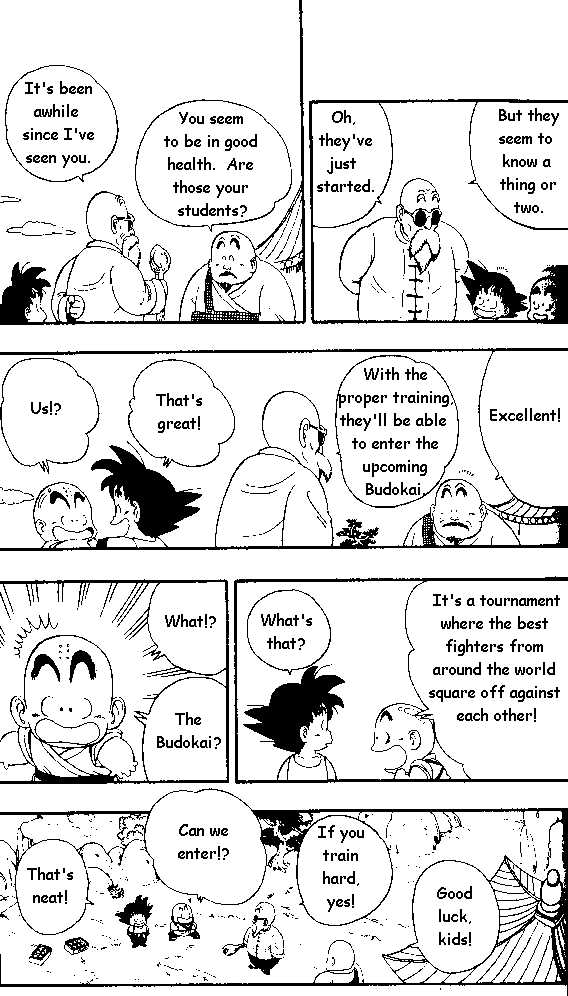 It's been
awhile
since I've
seen you.
You seem
to be in good
health. Are
those your
students?
Oh,
they've
just
started.
But they
seem to
know a
thing or
two.
Us!?
That's
great!
With the
proper training,
they'll be able
to enter the
upcoming
Budokai.
Excellent!
What!?
The
Budokai?
What's
that?
It's a tournament
where the best
fighters from
around the world
square off against
each other!
That's
neat!
Can we
enter!?
If you
train
hard,
yes!
Good
luck,
kids!